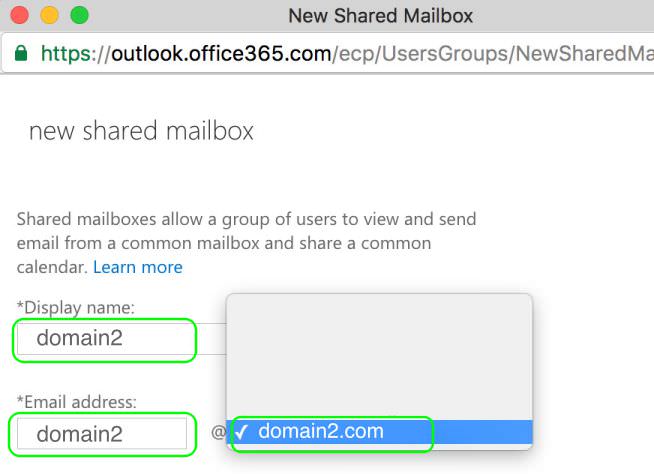 New Shared Mailbox
https://outlook.office365.com/ecp/UsersGroups/NewSharedMa
new shared mailbox
Shared mailboxes allow a group of users to view and send
email from a common mailbox and share a common
calendar. Learn more
*Display name:
domain2
*Email address:
domain2 @ ✓ domain2.com